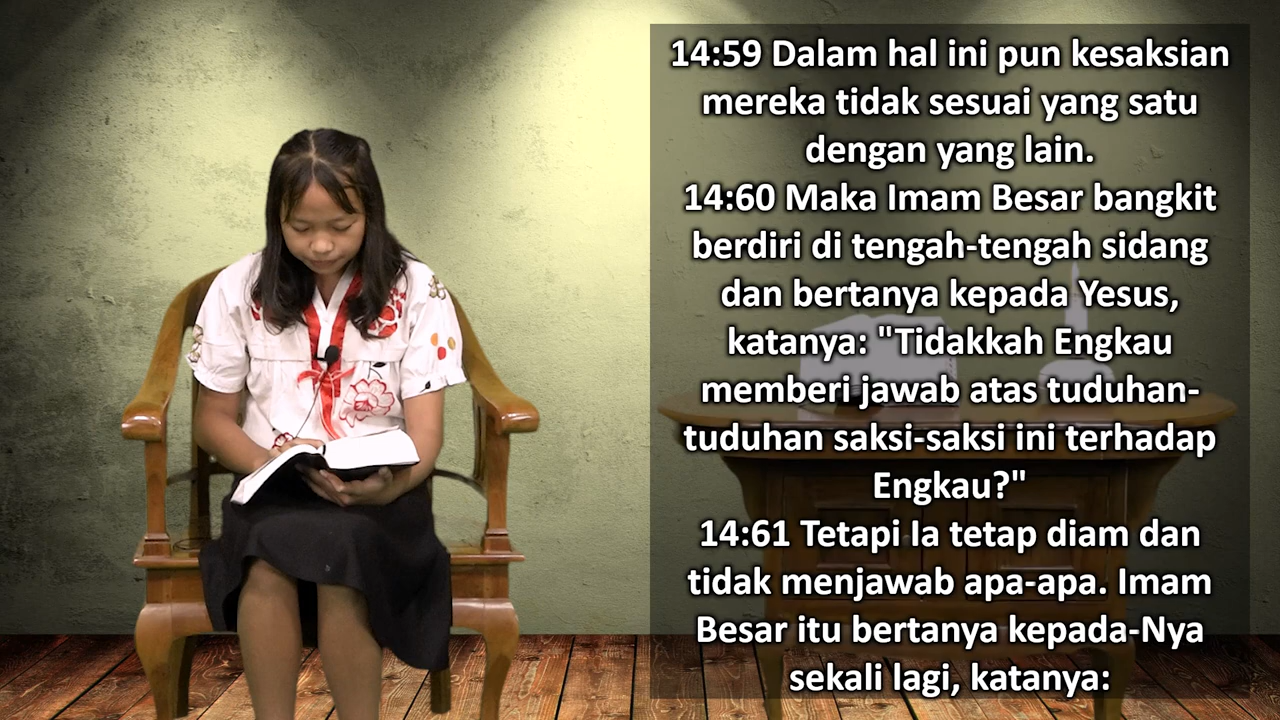 14:59 Dalam hal ini pun kesaksian
mereka tidak sesuai yang satu
dengan yang lain.
14:60 Maka Imam Besar bangkit
berdiri di tengah-tengah sidang
dan bertanya kepada Yesus,
katanya: "Tidakkah Engkau
memberi jawab atas tuduhan-
tuduhan saksi-saksi ini terhadap
Engkau?"
14:61 Tetapi Ia tetap diam dan
tidak menjawab apa-apa. Imam
Besar itu bertanya kepada-Nya
sekali lagi, katanya: